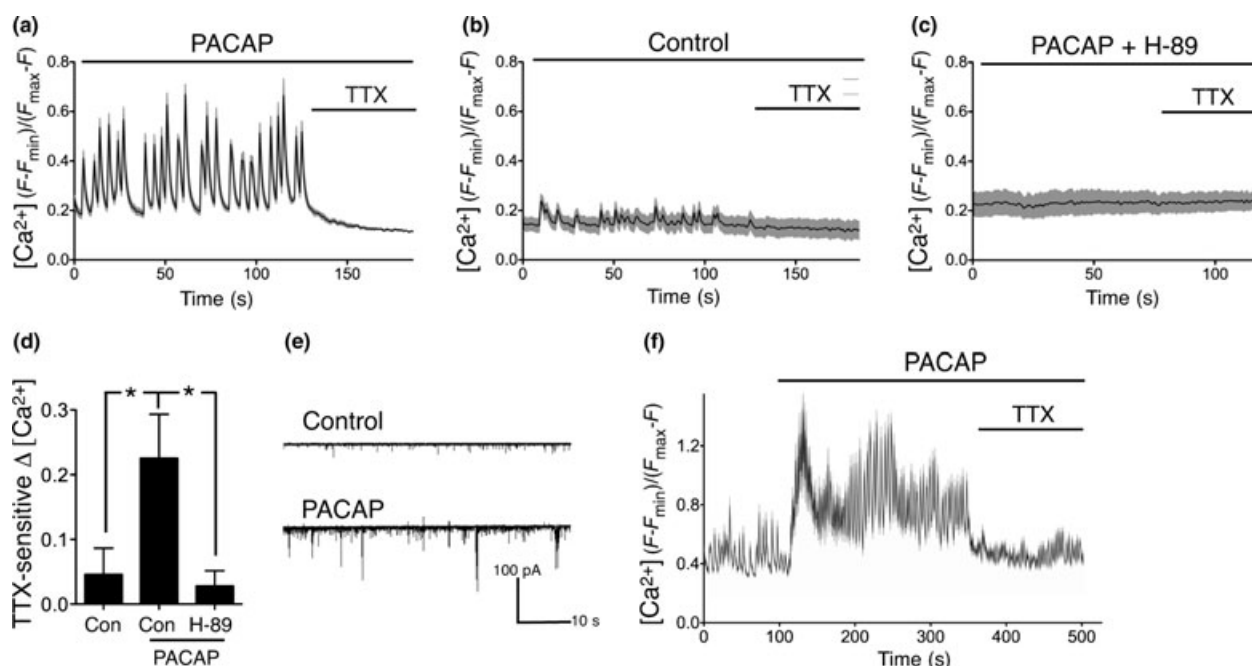 (a)
PACAP
TTX
[Ca²⁺] (F-Fmin)/(Fmax-F)
0.8
0.6
0.4
0.2
0.0
0 50 100 150
Time (s)
(b)
Control
TTX
[Ca²⁺] (F-Fmin)/(Fmax-F)
0.8
0.6
0.4
0.2
0.0
0 50 100 150
Time (s)
(c)
PACAP + H-89
TTX
[Ca²⁺] (F-Fmin)/(Fmax-F)
0.8
0.6
0.4
0.2
0.0
0 50 100
Time (s)
(d)
TTX-sensitive Δ [Ca²⁺]
0.3
0.2
0.1
0.0
* *
Con Con H-89
PACAP
(e)
Control
PACAP
100 pA
10 s
(f)
PACAP
TTX
[Ca²⁺] (F-Fmin)/(Fmax-F)
1.2
0.8
0.4
0.0
0 100 200 300 400 500
Time (s)